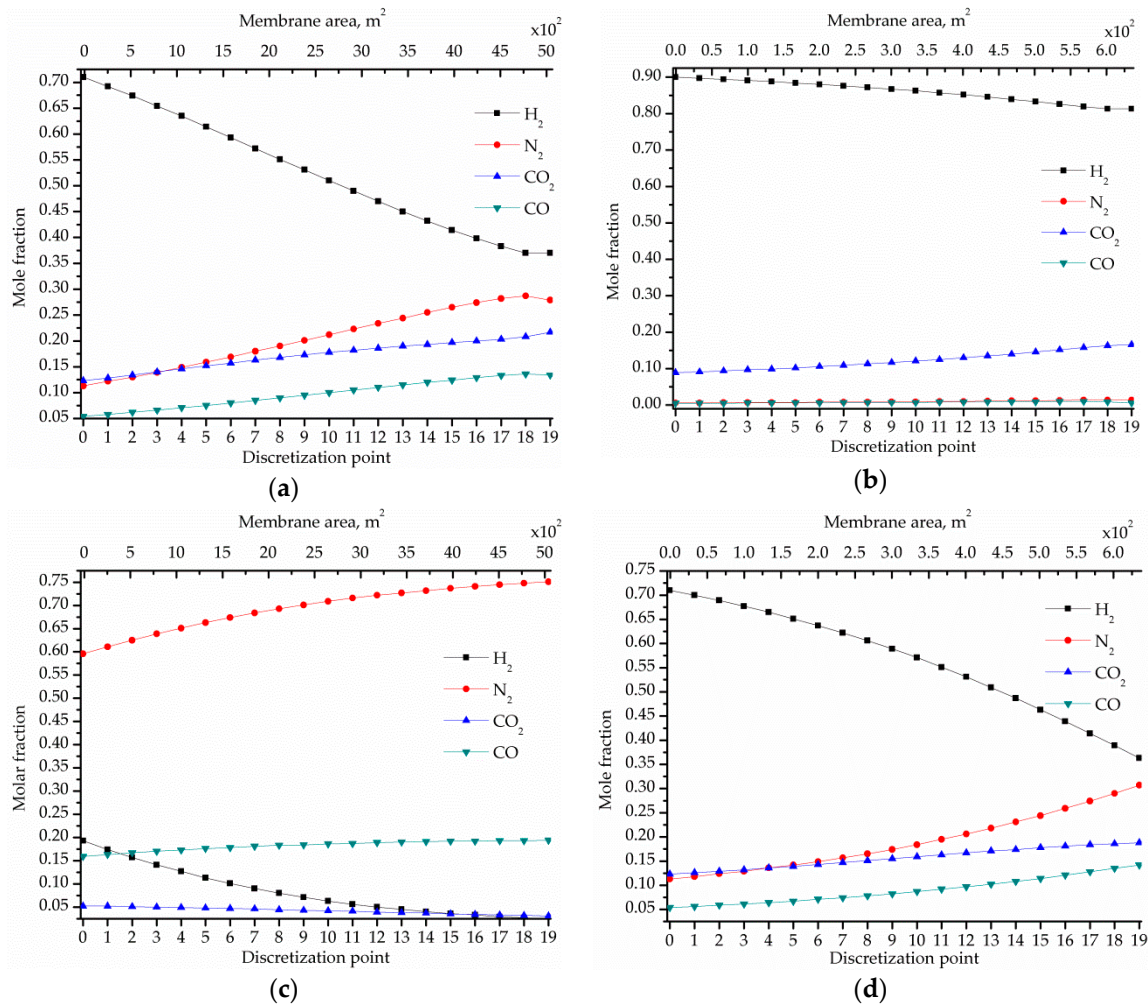 Membrane area, m²
x10²
0 5 10 15 20 25 30 35 40 45 50
Mole fraction
0.70
0.65
0.60
0.55
0.50
0.45
0.40
0.35
0.30
0.25
0.20
0.15
0.10
0.05
H₂
N₂
CO₂
CO
0 1 2 3 4 5 6 7 8 9 10 11 12 13 14 15 16 17 18 19
Discretization point
(a)
Membrane area, m²
x10²
0.0 0.5 1.0 1.5 2.0 2.5 3.0 3.5 4.0 4.5 5.0 5.5 6.0
Mole fraction
0.90
0.80
0.70
0.60
0.50
0.40
0.30
0.20
0.10
0.00
H₂
N₂
CO₂
CO
0 1 2 3 4 5 6 7 8 9 10 11 12 13 14 15 16 17 18 19
Discretization point
(b)
Membrane area, m²
x10²
0 5 10 15 20 25 30 35 40 45 50
Molar fraction
0.75
0.70
0.65
0.60
0.55
0.50
0.45
0.40
0.35
0.30
0.25
0.20
0.15
0.10
0.05
H₂
N₂
CO₂
CO
0 1 2 3 4 5 6 7 8 9 10 11 12 13 14 15 16 17 18 19
Discretization point
(c)
Membrane area, m²
x10²
0.0 0.5 1.0 1.5 2.0 2.5 3.0 3.5 4.0 4.5 5.0 5.5 6.0
Mole fraction
0.75
0.70
0.65
0.60
0.55
0.50
0.45
0.40
0.35
0.30
0.25
0.20
0.15
0.10
0.05
H₂
N₂
CO₂
CO
0 1 2 3 4 5 6 7 8 9 10 11 12 13 14 15 16 17 18 19
Discretization point
(d)